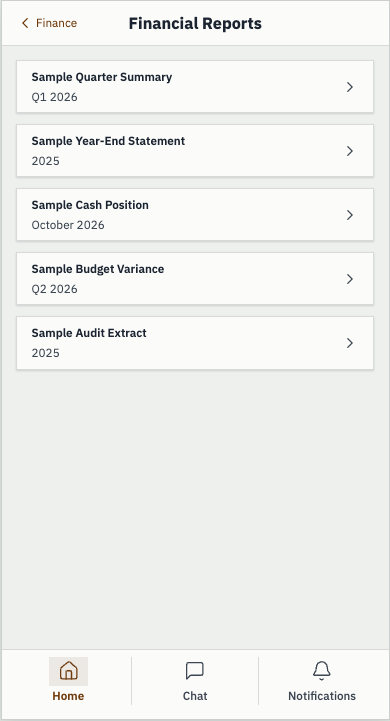 Finance
Financial Reports
Sample Quarter Summary
Q1 2026
Sample Year-End Statement
2025
Sample Cash Position
October 2026
Sample Budget Variance
Q2 2026
Sample Audit Extract
2025
Home
Chat
Notifications